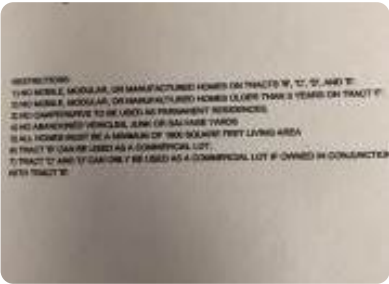 RESTRICTIONS
1) NO MOBILE, MODULAR, OR MANUFACTURED HOMES ON TRACTS 'B', 'C', 'D', AND 'E'.
2) NO MOBILE, MODULAR, OR MANUFACTURED HOMES OLDER THAN 5 YEARS ON TRACT
3) NO CAMPERS/RVS TO BE USED AS PERMANENT RESIDENCES.
4) NO ABANDONED VEHICLES, JUNK OR SALVAGE YARDS
5) ALL HOMES MUST BE A MINIMUM OF SQUARE FEET LIVING AREA
6) TRACT 'B' CAN BE USED AS A COMMERCIAL LOT.
7) TRACT 'C' AND 'D' CAN ONLY BE USED AS A COMMERCIAL LOT IF OWNED IN CONJUNCTION
WITH TRACT 'B'.